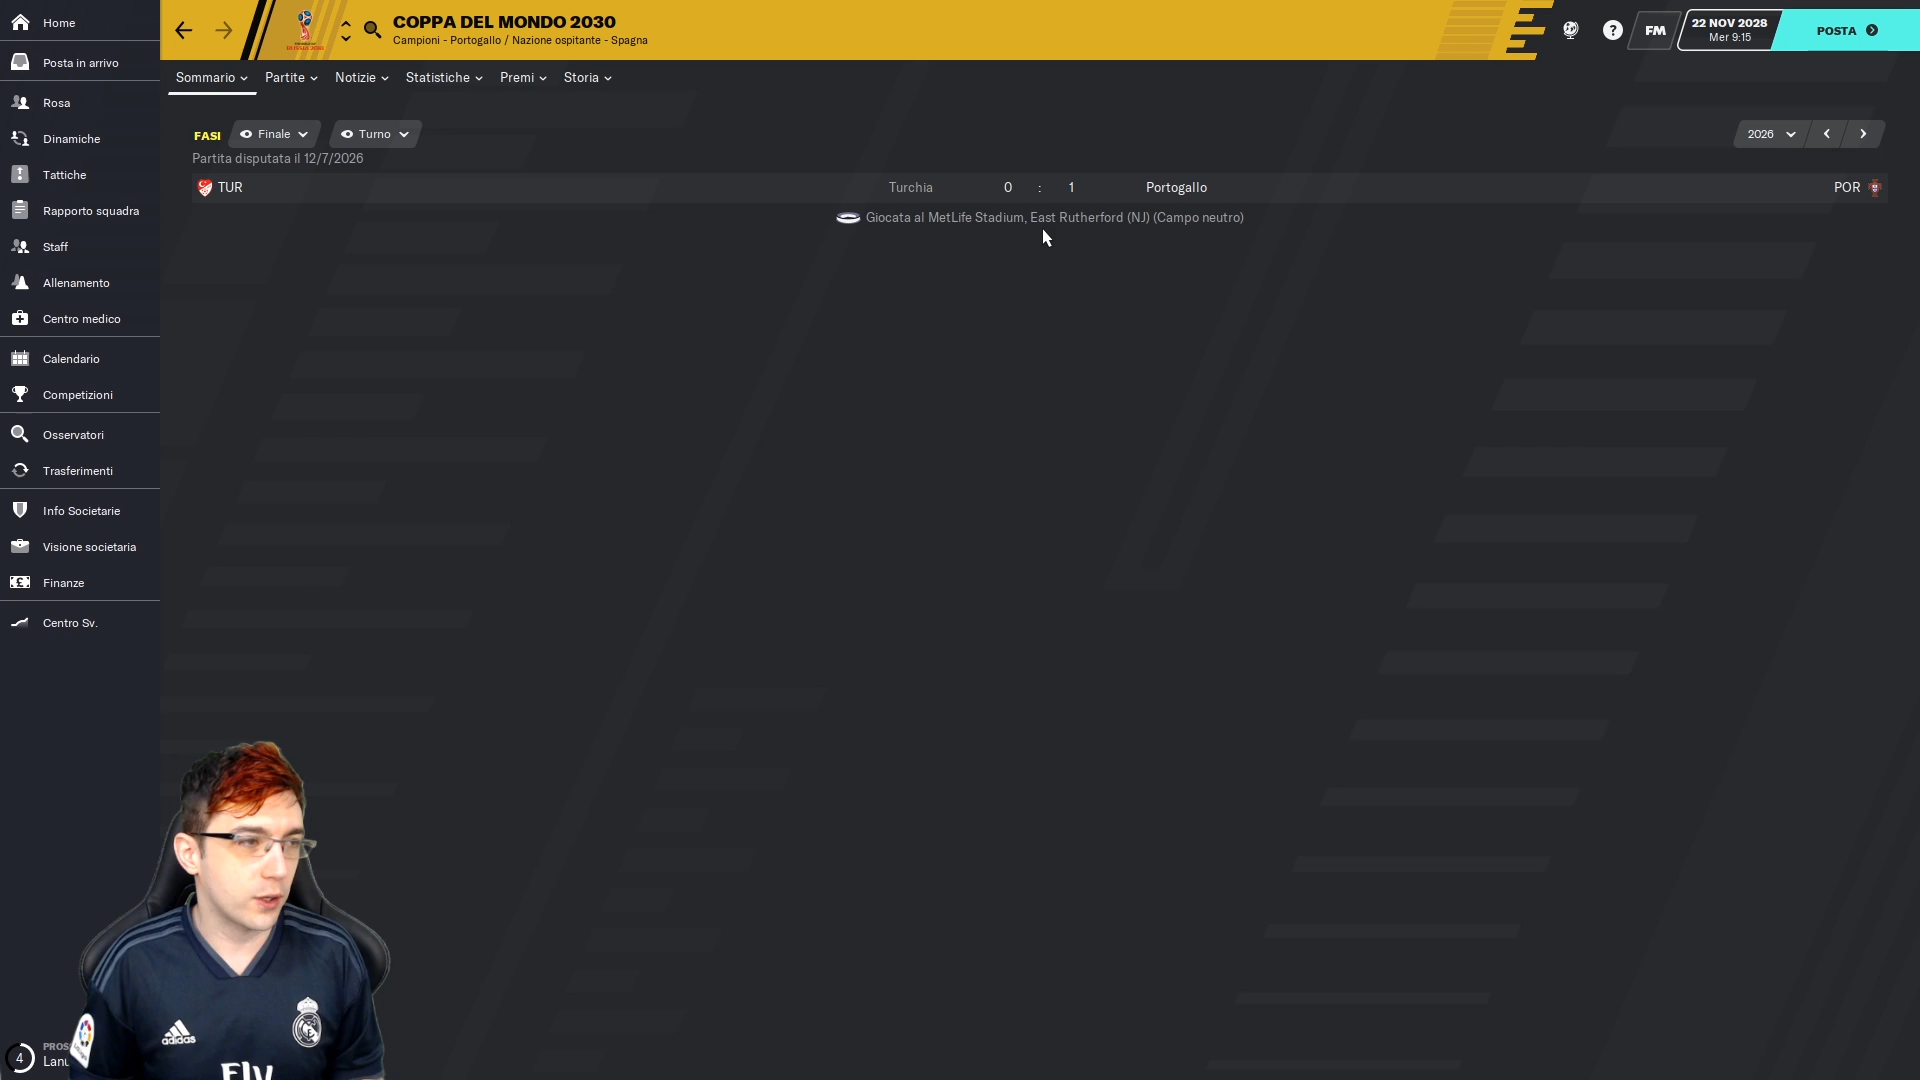 Home
Posta in arrivo
Rosa
Dinamiche
Tattiche
Rapporto squadra
Staff
Allenamento
Centro medico
Calendario
Competizioni
Osservatori
Trasferimenti
Info Societarie
Visione societaria
Finanze
Centro Sv.
4
PROS
Lanu
COPPA DEL MONDO 2030
Campioni - Portogallo / Nazione ospitante - Spagna
?
FM
22 NOV 2028
Mer 9:15
POSTA
Sommario Partite Notizie Statistiche Premi Storia
FASI Finale Turno
2026
Partita disputata il 12/7/2026
TUR Turchia 0 : 1 Portogallo POR
Giocata al MetLife Stadium, East Rutherford (NJ) (Campo neutro)
adidas
Fly